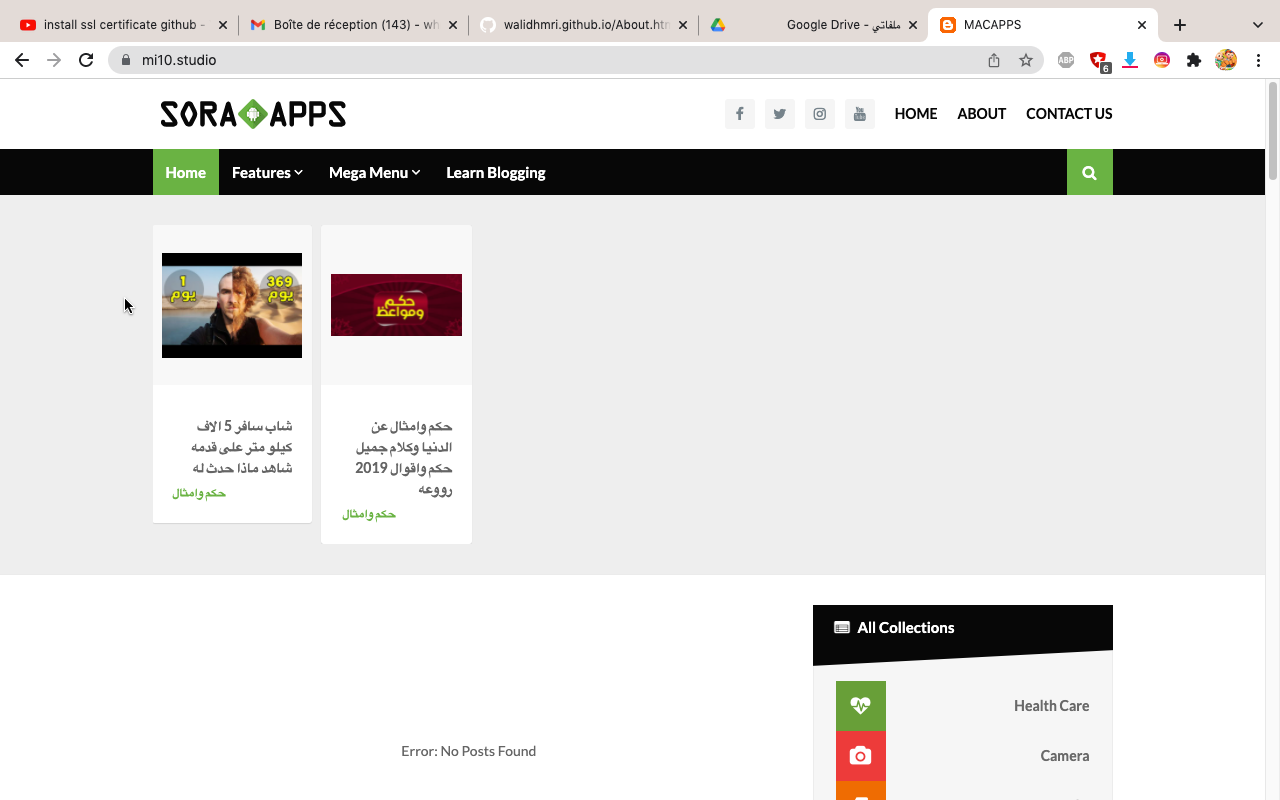 install ssl certificate github -
Boîte de réception (143) - wh
walidhmri.github.io/About.htm
ملفاتي - Google Drive
MACAPPS
mi10.studio
ABP
6
SORA APPS
HOME
ABOUT
CONTACT US
Home
Features
Mega Menu
Learn Blogging
1
يوم
369
يوم
شاب سافر 5 الاف
كيلو متر على قدمه
شاهد ماذا حدث له
حكم وامثال
حكم
ومواعظ
حكم وامثال عن
الدنيا وكلام جميل
حكم واقوال 2019
رووعه
حكم وامثال
Error: No Posts Found
All Collections
Health Care
Camera